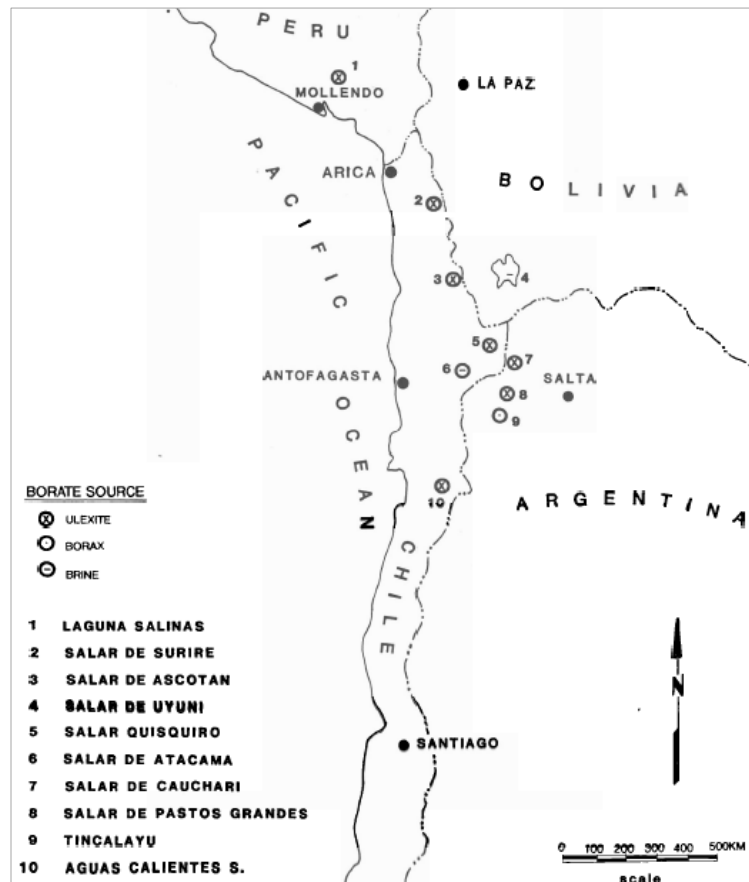 PERU
1
MOLLENDO
LA PAZ
PACIFIC OCEAN
ARICA
BOLIVIA
2
3
4
5
6
7
ANTOFAGASTA
SALTA
8
9
10
ARGENTINA
CHILE
BORATE SOURCE
ULEXITE
BORAX
BRINE
1 LAGUNA SALINAS
2 SALAR DE SURIRE
3 SALAR DE ASCOTAN
4 SALAR DE UYUNI
5 SALAR QUISQUIRO
6 SALAR DE ATACAMA
7 SALAR DE CAUCHARI
8 SALAR DE PASTOS GRANDES
9 TINCALAYU
10 AGUAS CALIENTES S.
SANTIAGO
N
0 100 200 300 400 500KM
scale